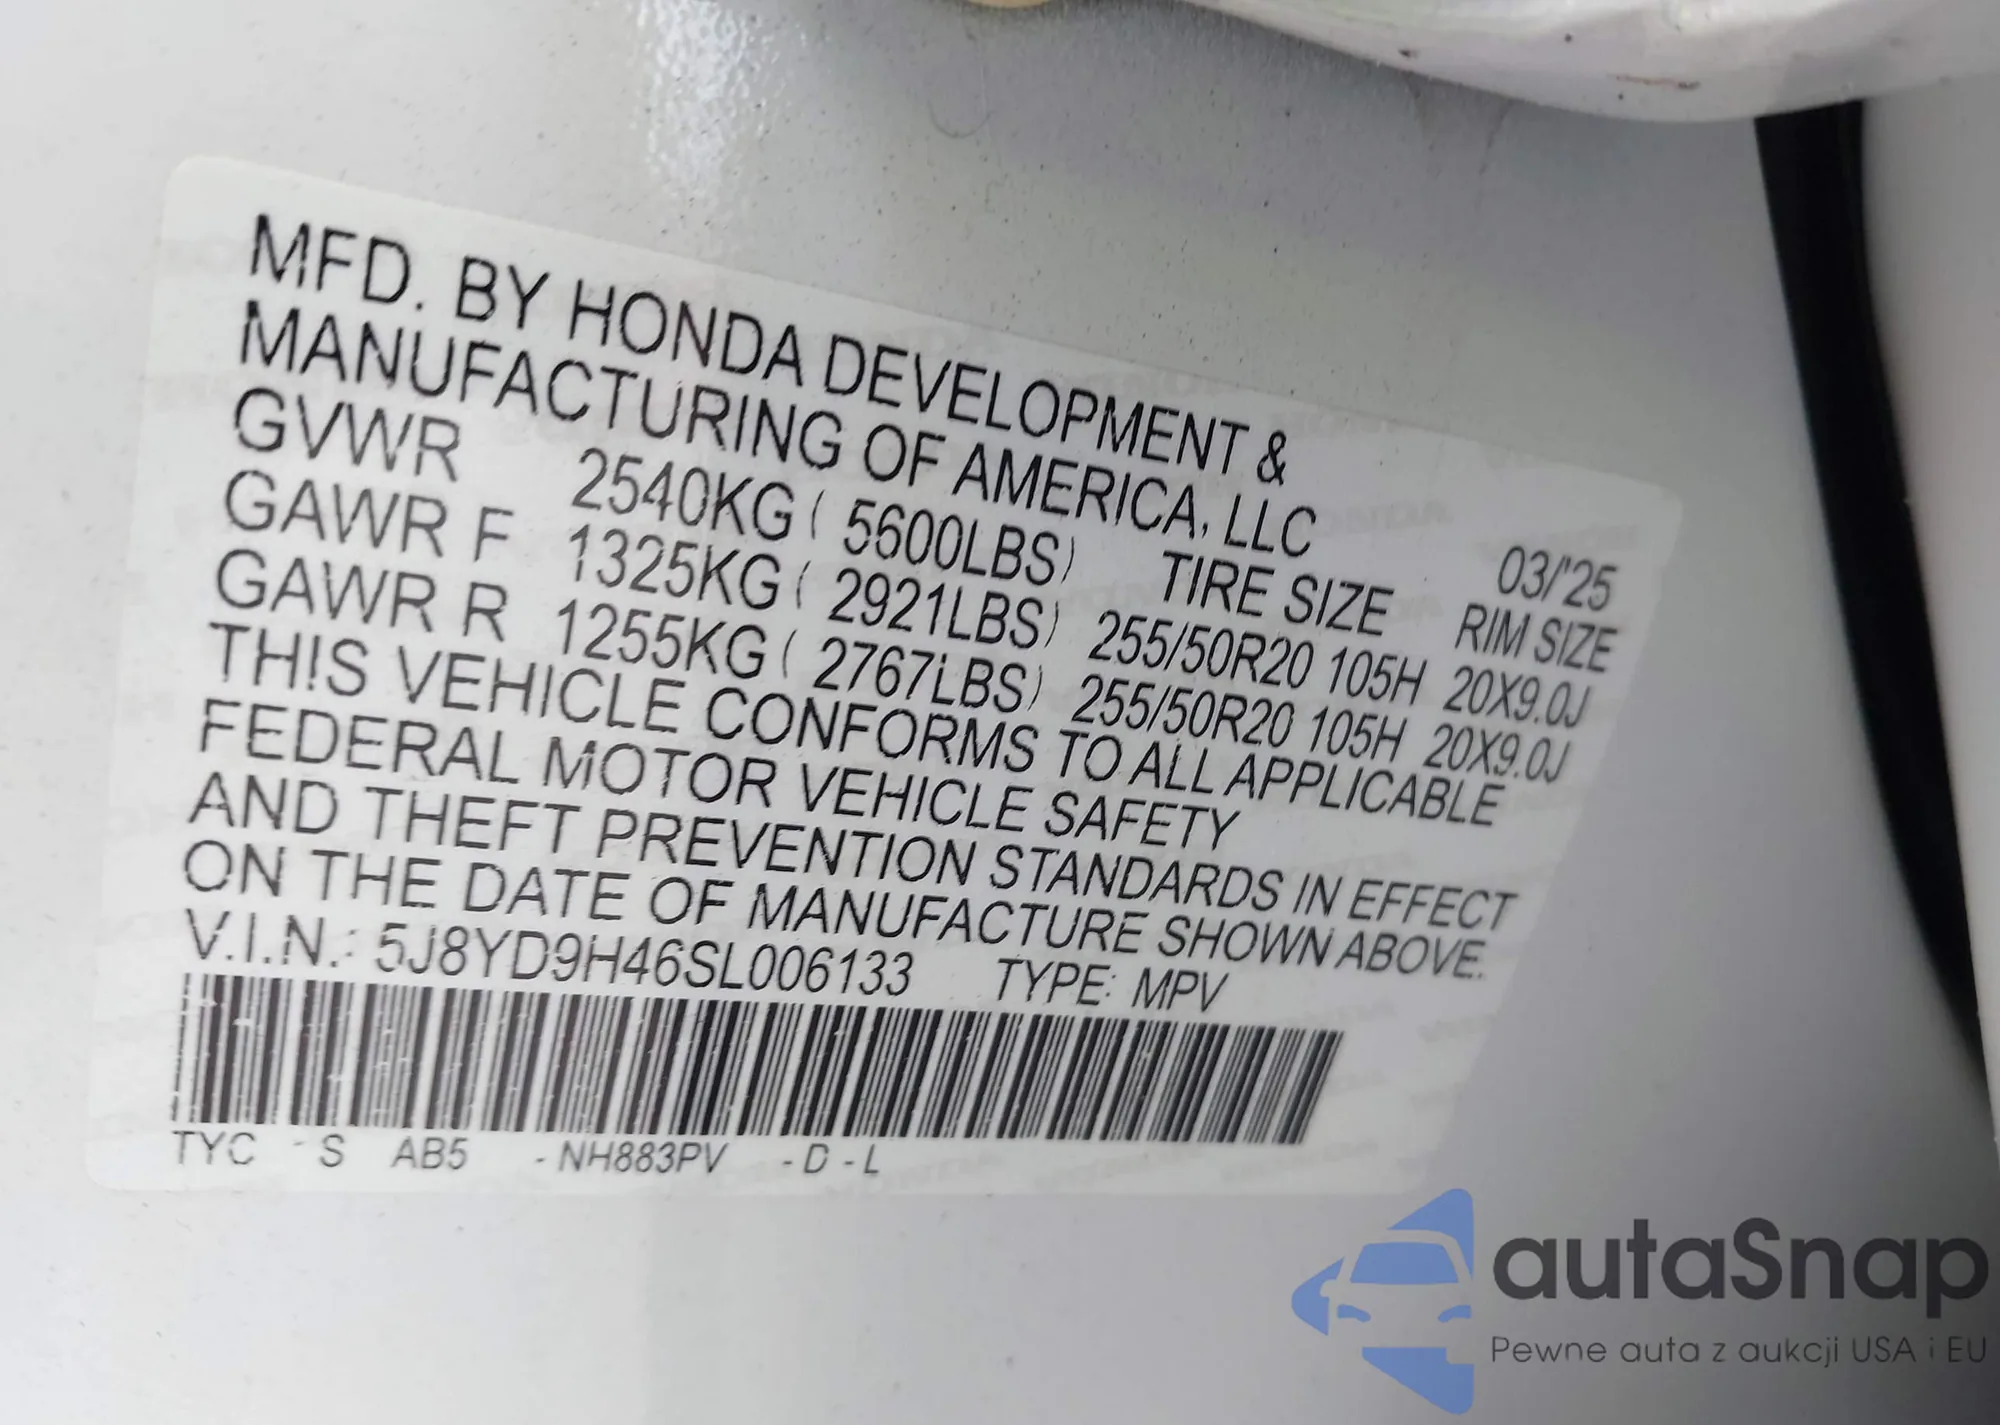 MFD. BY HONDA DEVELOPMENT &
MANUFACTURING OF AMERICA, LLC
03/'25
GVWR 2540KG ( 5600LBS) TIRE SIZE RIM SIZE
GAWR F 1325KG ( 2921LBS) 255/50R20 105H 20X9.0J
GAWR R 1255KG ( 2767LBS) 255/50R20 105H 20X9.0J
THIS VEHICLE CONFORMS TO ALL APPLICABLE
FEDERAL MOTOR VEHICLE SAFETY
AND THEFT PREVENTION STANDARDS IN EFFECT
ON THE DATE OF MANUFACTURE SHOWN ABOVE.
V.I.N.: 5J8YD9H46SL006133 TYPE: MPV
TYC - S AB5 - NH883PV - D - L
autaSnap
Pewne auta z aukcji USA i EU